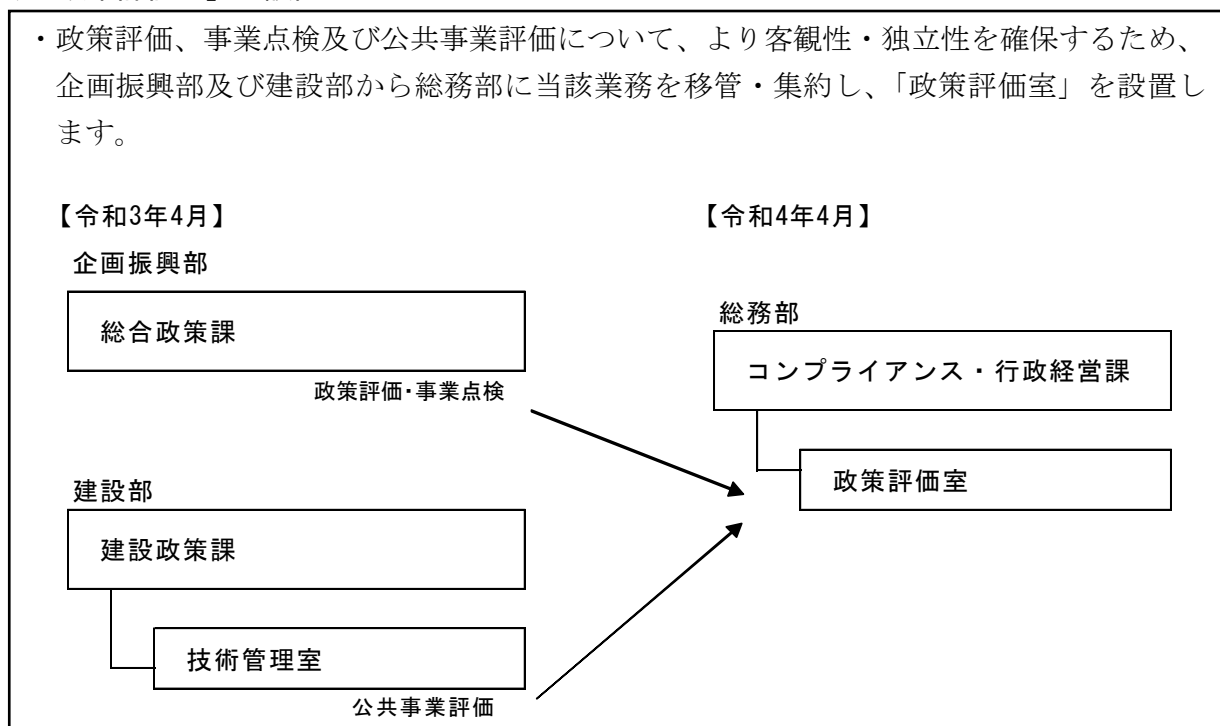 ・政策評価、事業点検及び公共事業評価について、より客観性・独立性を確保するため、
企画振興部及び建設部から総務部に当該業務を移管・集約し、「政策評価室」を設置し
ます。
【令和3年4月】
【令和4年4月】
企画振興部
総合政策課
政策評価・事業点検
総務部
コンプライアンス・行政経営課
政策評価室
建設部
建設政策課
技術管理室
公共事業評価